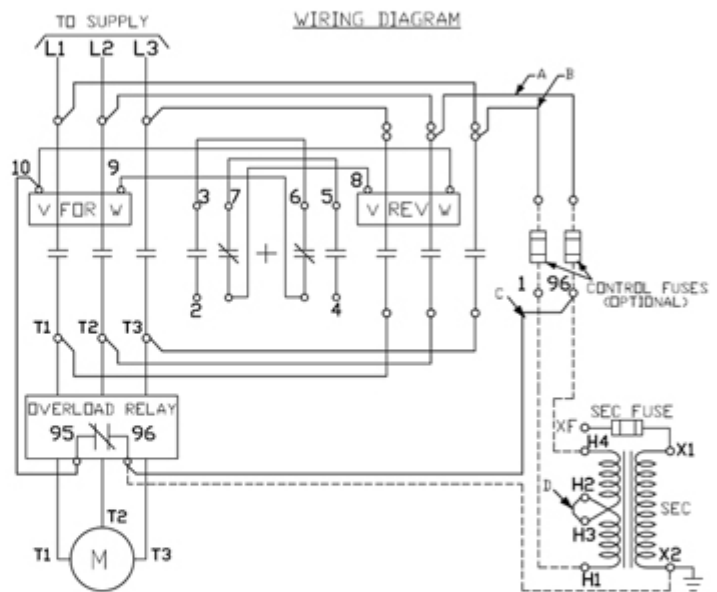 TO SUPPLY
WIRING DIAGRAM
L1 L2 L3
A B
10 9 3 7 6 5 8
V FOR W
V REV W
2 4
C
1 96
CONTROL FUSES
(OPTIONAL)
T1 T2 T3
OVERLOAD RELAY
95 96
SEC FUSE
XF
H4 X1
D
H2
SEC
H3
T2
T1 M T3
H1 X2